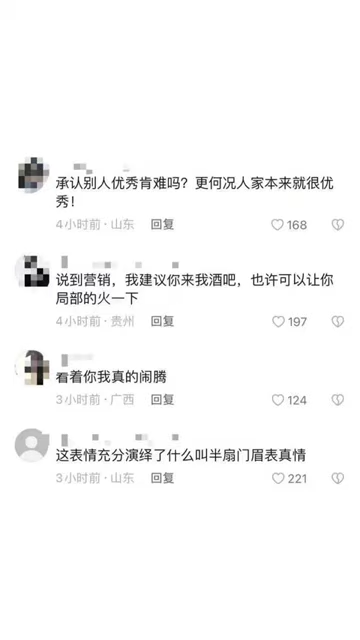 承认别人优秀肯难吗？更何况人家本来就很优
秀！
4小时前·山东 回复 168
说到营销，我建议你来我酒吧，也许可以让你
局部的火一下
4小时前·贵州 回复 197
看着你我真的闹腾
3小时前·广西 回复 124
这表情充分演绎了什么叫半扇门眉表真情
3小时前·山东 回复 221